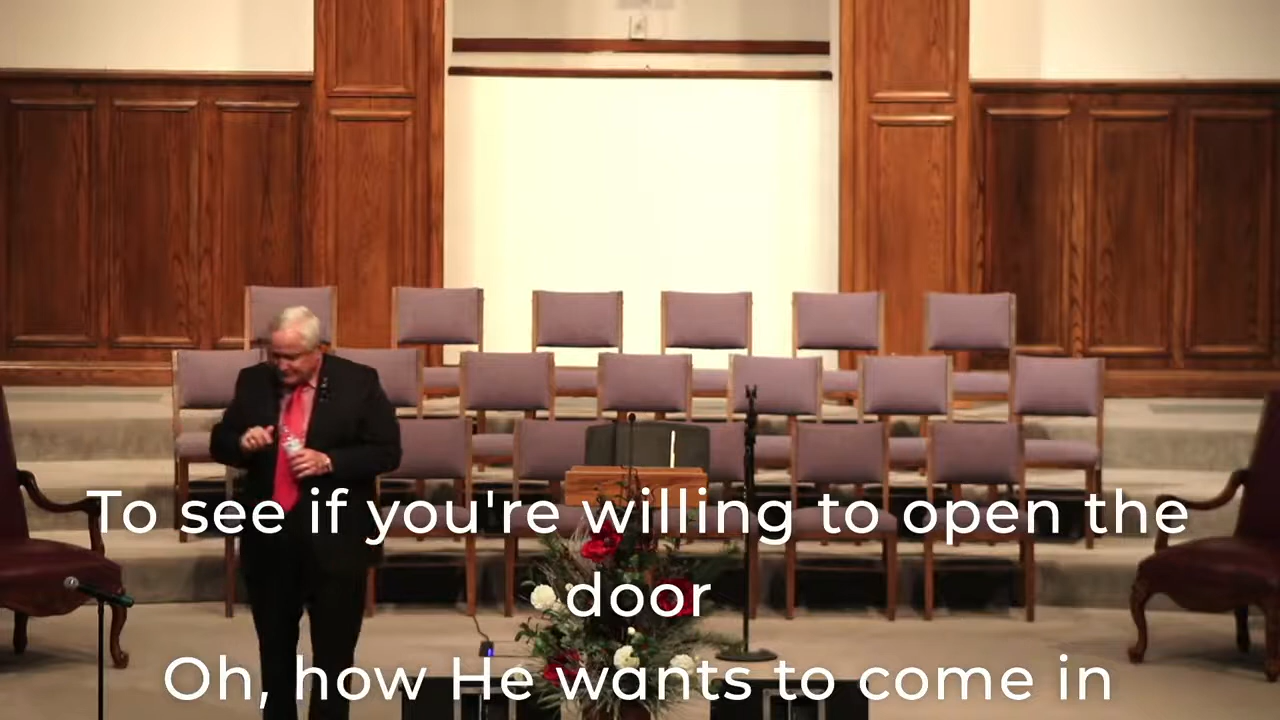 To see if you're willing to open the
door
Oh, how He wants to come in